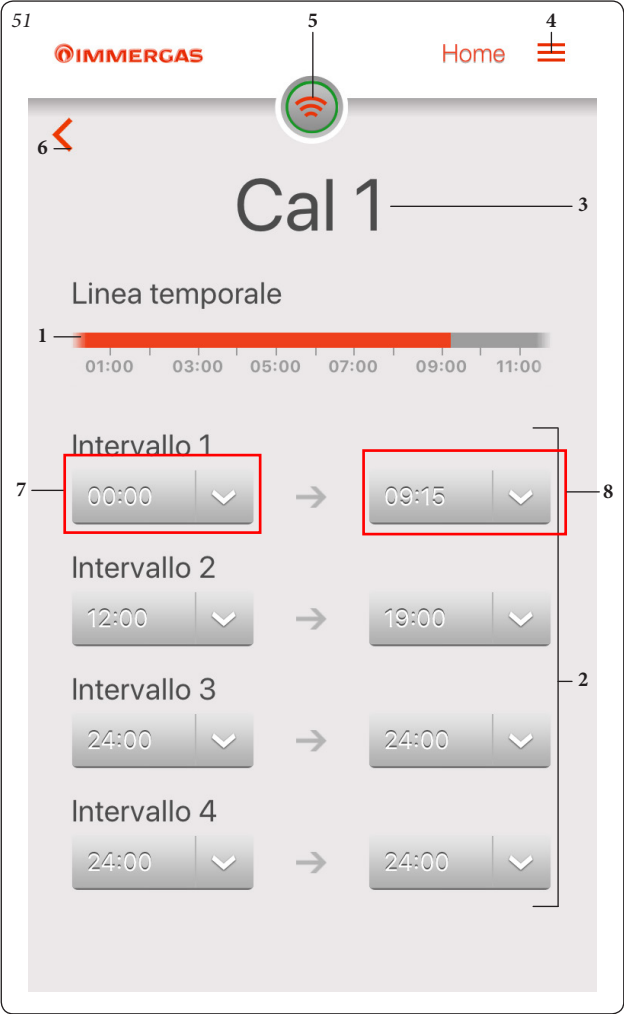 51
5
4
IMMERGAS
Home
6
Cal 1
3
Linea temporale
1
01:00 03:00 05:00 07:00 09:00 11:00
Intervallo 1
7
00:00
09:15
8
Intervallo 2
12:00
19:00
2
Intervallo 3
24:00
24:00
Intervallo 4
24:00
24:00